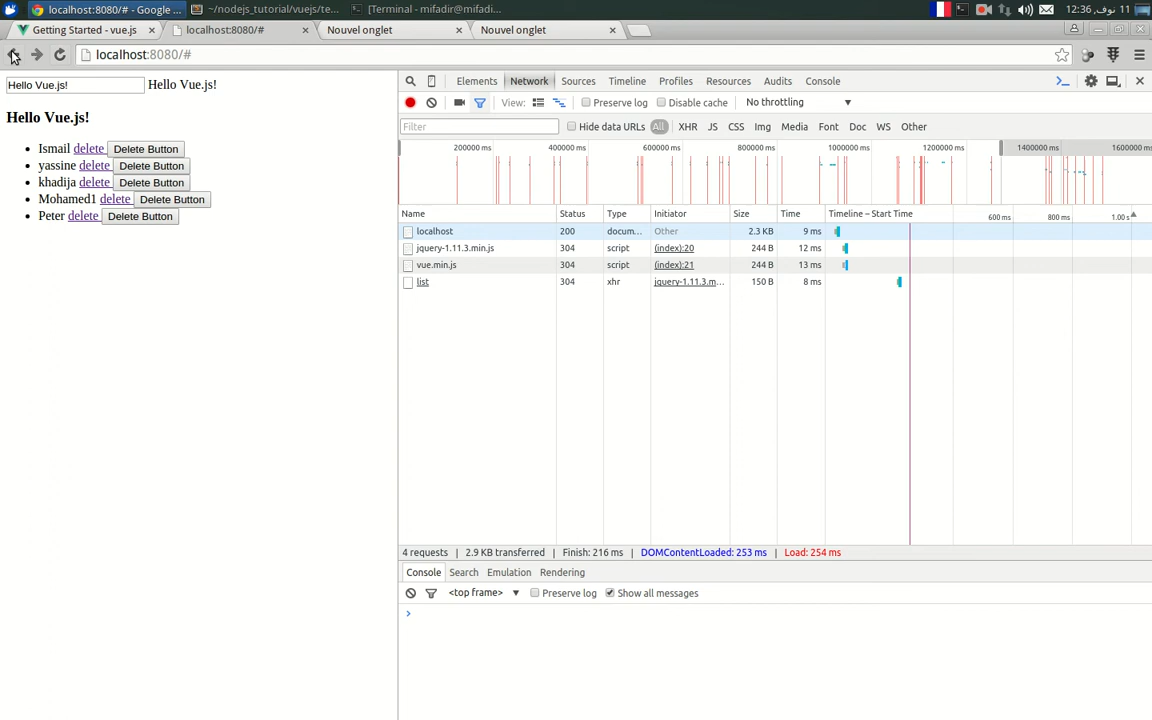 localhost:8080/# - Google ...
~/nodejs_tutorial/vuejs/te...
[Terminal - mifadir@mifadi...
12:36 ,نوف 11
Getting Started - vue.js
localhost:8080/#
Nouvel onglet
Nouvel onglet
localhost:8080/#
Hello Vue.js! Hello Vue.js!
Hello Vue.js!
Ismail delete Delete Button
yassine delete Delete Button
khadija delete Delete Button
Mohamed1 delete Delete Button
Peter delete Delete Button
Elements Network Sources Timeline Profiles Resources Audits Console
View: Preserve log Disable cache No throttling
Filter Hide data URLs All XHR JS CSS Img Media Font Doc WS Other
200000 ms 400000 ms 600000 ms 800000 ms 1000000 ms 1200000 ms 1400000 ms 1600000 ms
Name Status Type Initiator Size Time Timeline – Start Time 600 ms 800 ms 1.00 s
localhost 200 docum... Other 2.3 KB 9 ms
jquery-1.11.3.min.js 304 script (index):20 244 B 12 ms
vue.min.js 304 script (index):21 244 B 13 ms
list 304 xhr jquery-1.11.3.m... 150 B 8 ms
4 requests | 2.9 KB transferred | Finish: 216 ms | DOMContentLoaded: 253 ms | Load: 254 ms
Console Search Emulation Rendering
<top frame> Preserve log Show all messages